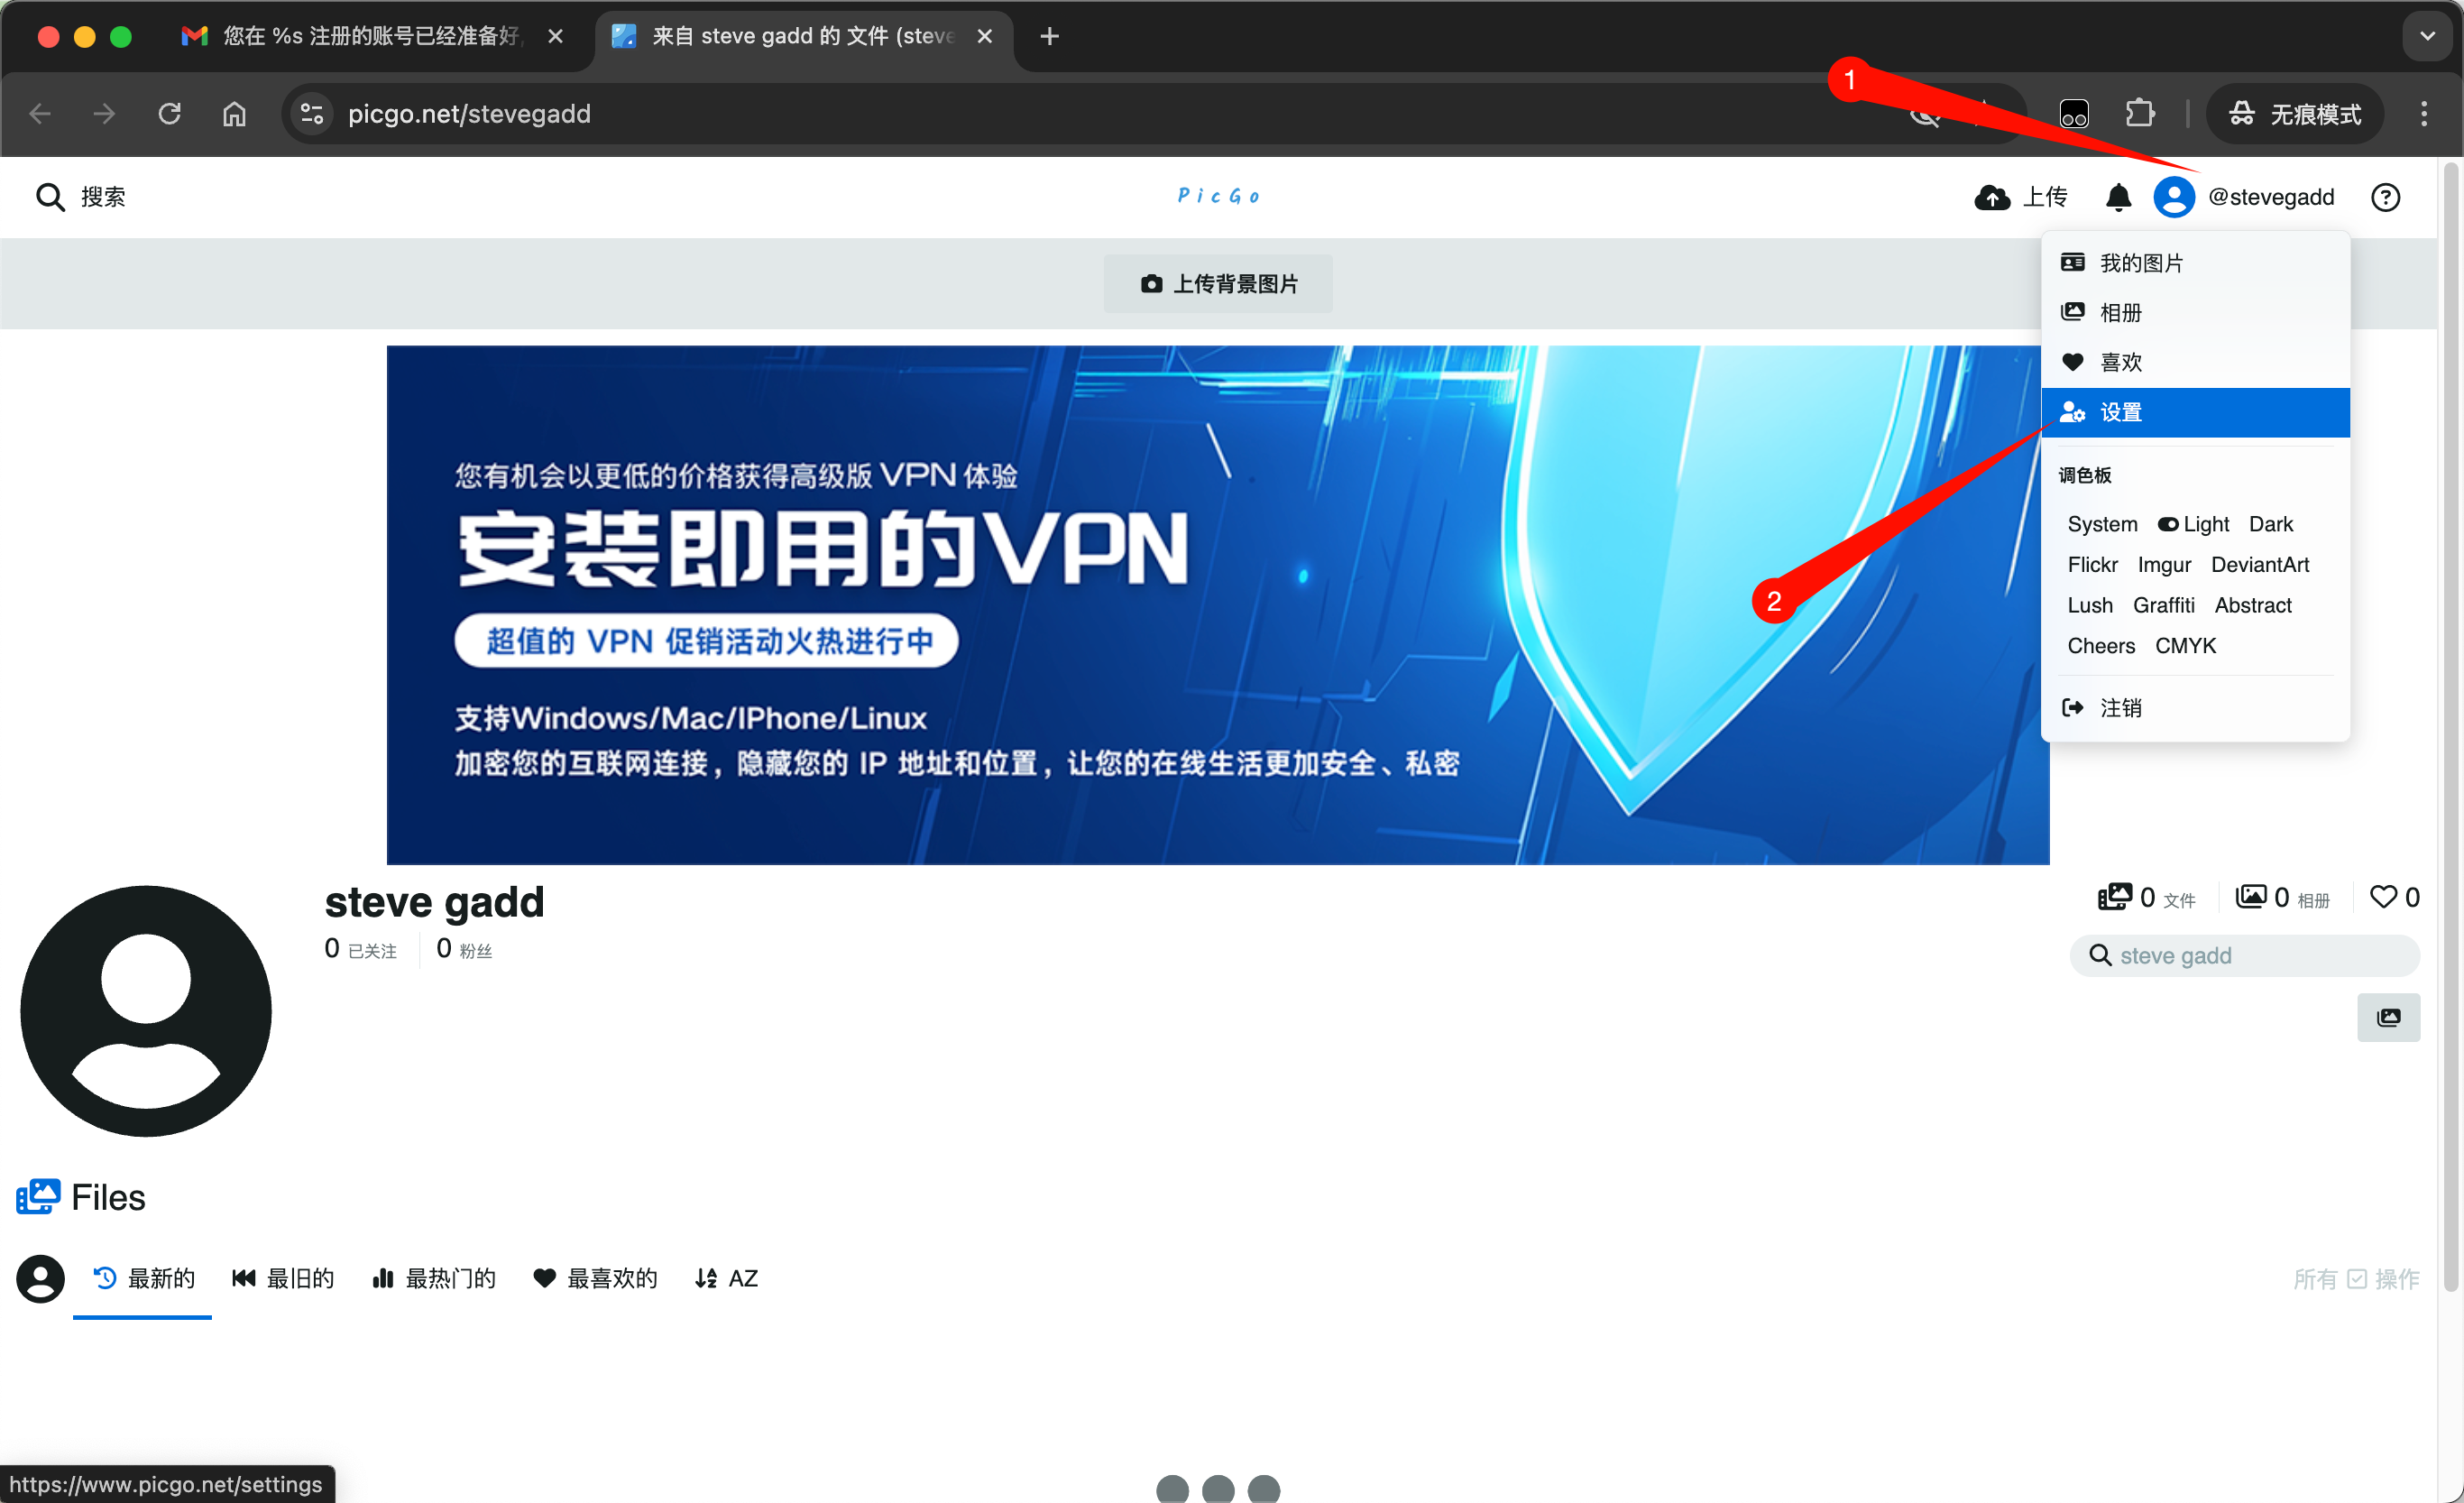 您在 %s 注册的账号已经准备好,
来自 steve gadd 的 文件 (steve
picgo.net/stevegadd
无痕模式
1
搜索
PicGo
上传
@stevegadd
上传背景图片
我的图片
相册
喜欢
设置
调色板
System Light Dark
Flickr Imgur DeviantArt
Lush Graffiti Abstract
Cheers CMYK
注销
2
您有机会以更低的价格获得高级版 VPN 体验
安装即用的VPN
超值的 VPN 促销活动火热进行中
支持Windows/Mac/IPhone/Linux
加密您的互联网连接，隐藏您的 IP 地址和位置，让您的在线生活更加安全、私密
steve gadd
0 已关注 0 粉丝
0 文件 0 相册 0
steve gadd
Files
最新的 最旧的 最热门的 最喜欢的 AZ
所有 操作
https://www.picgo.net/settings